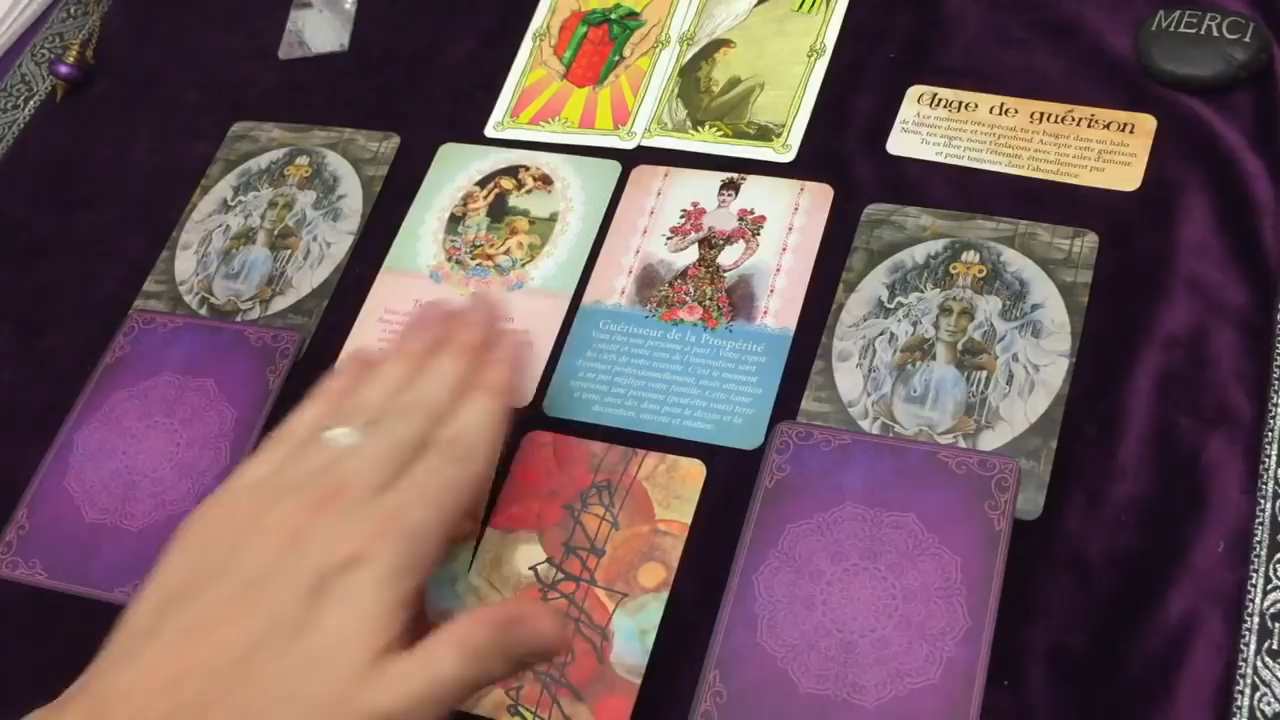 MERCI
Ange de guérison
À ce moment très spécial, tu es baigné dans un halo
de lumière dorée et vert profond. Accepte cette guérison
Nous, tes anges, nous t'enlaçons avec nos ailes d'amour.
Tu es libre pour l'éternité, éternellement pur
et pour toujours dans l'abondance.
Guérisseur de la Prospérité
Vous êtes une personne à part ! Votre esprit
créatif et votre sens de l'innovation sont
les clefs de votre réussite. C'est le moment
d'évoluer professionnellement, mais attention
à ne pas négliger votre famille. Cette lame
représente une personne (peut-être vous) terre
à terre, avec des dons pour le dessin et la
décoration, ouverte et mature.